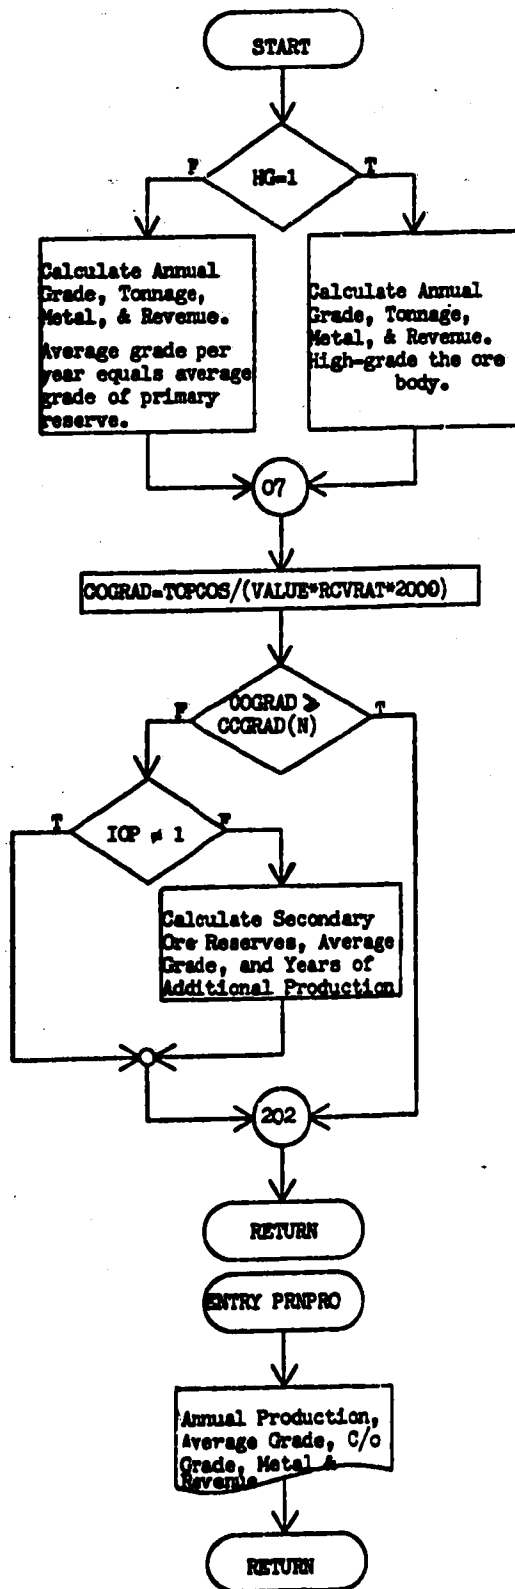 START
HG=1
F
T
Calculate Annual
Grade, Tonnage,
Metal, & Revenue.
Average grade per
year equals average
grade of primary
reserve.
Calculate Annual
Grade, Tonnage,
Metal, & Revenue.
High-grade the ore
body.
07
COGRAD=TOPCOS/(VALUE*RCVRAT*2000)
COGRAD ≥
CCGRAD(N)
F
T
IOP ≠ 1
T
F
Calculate Secondary
Ore Reserves, Average
Grade, and Years of
Additional Production
202
RETURN
ENTRY PRNPRO
Annual Production,
Average Grade, C/o
Grade, Metal &
Revenue
RETURN